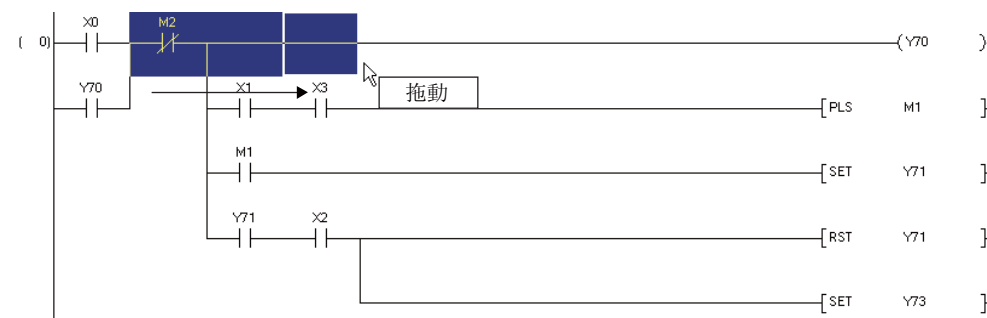 X0 M2
( 0) (Y70 )
Y70 X1 X3 拖動
[PLS M1 ]
M1
[SET Y71 ]
Y71 X2
[RST Y71 ]
[SET Y73 ]